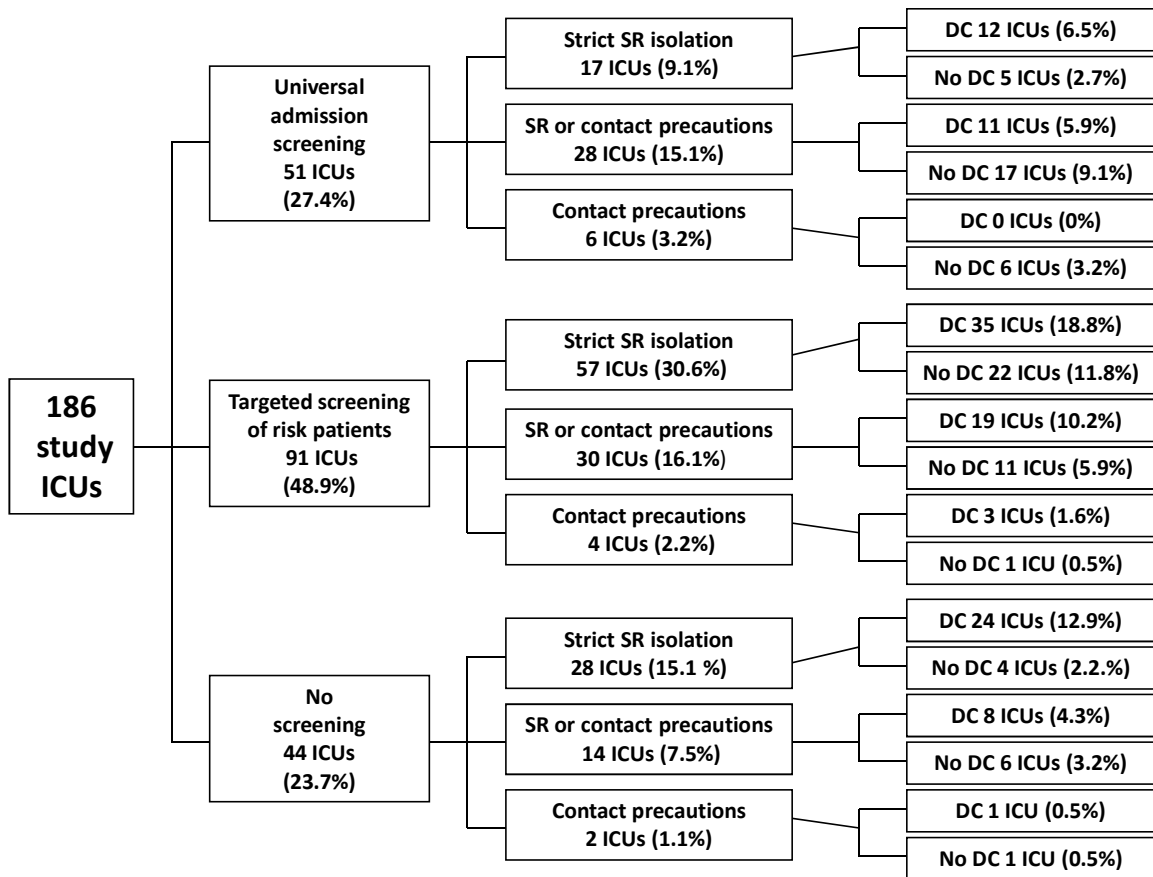 186
study
ICUs
Universal
admission
screening
51 ICUs
(27.4%)
Strict SR isolation
17 ICUs (9.1%)
DC 12 ICUs (6.5%)
No DC 5 ICUs (2.7%)
SR or contact precautions
28 ICUs (15.1%)
DC 11 ICUs (5.9%)
No DC 17 ICUs (9.1%)
Contact precautions
6 ICUs (3.2%)
DC 0 ICUs (0%)
No DC 6 ICUs (3.2%)
Targeted screening
of risk patients
91 ICUs
(48.9%)
Strict SR isolation
57 ICUs (30.6%)
DC 35 ICUs (18.8%)
No DC 22 ICUs (11.8%)
SR or contact precautions
30 ICUs (16.1%)
DC 19 ICUs (10.2%)
No DC 11 ICUs (5.9%)
Contact precautions
4 ICUs (2.2%)
DC 3 ICUs (1.6%)
No DC 1 ICU (0.5%)
No
screening
44 ICUs
(23.7%)
Strict SR isolation
28 ICUs (15.1 %)
DC 24 ICUs (12.9%)
No DC 4 ICUs (2.2.%)
SR or contact precautions
14 ICUs (7.5%)
DC 8 ICUs (4.3%)
No DC 6 ICUs (3.2%)
Contact precautions
2 ICUs (1.1%)
DC 1 ICU (0.5%)
No DC 1 ICU (0.5%)